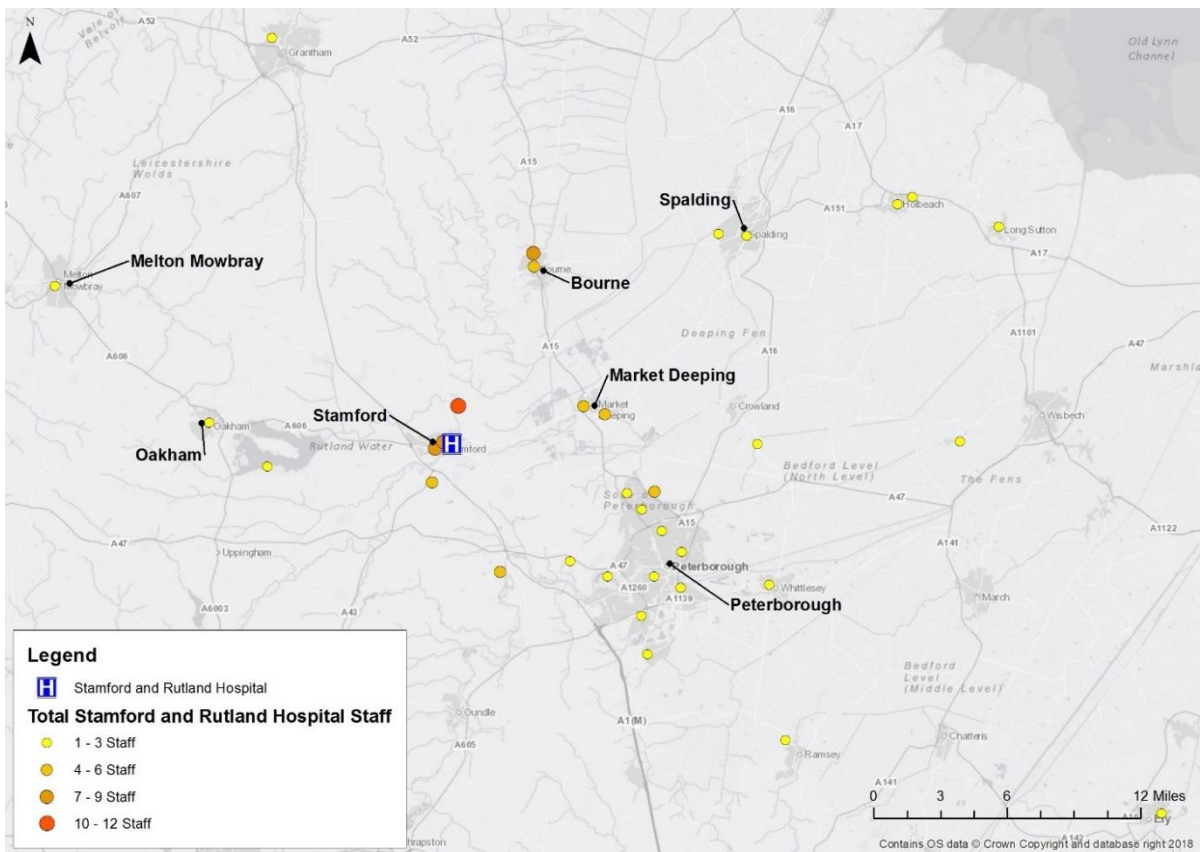 N
Vale of
Belvoir
A52
Grantham
A52
Old Lynn
Channel
A16
A17
A15
Leicestershire
Wolds
A607
Spalding
Spalding
A151
Holbeach
Long Sutton
A17
Melton Mowbray
Melton
Mowbray
Bourne
Bourne
Deeping Fen
A1101
A47
A606
A15
A16
Marshla
Market Deeping
Market
Deeping
Crowland
Wisbech
Stamford
Stamford
Oakham
Oakham
A606
Rutland Water
Bedford Level
(North Level)
The Fens
A47
Peterborough
A15
A1122
A47
Uppingham
A141
A47
Peterborough
A1260
A1139
Whittlesey
March
Peterborough
A6003
A43
Bedford
Level
(Middle Level)
Oundle
A1(M)
A605
Chatteris
Ramsey
A141
Ely
A142
thrapston
Legend
H Stamford and Rutland Hospital
Total Stamford and Rutland Hospital Staff
1 - 3 Staff
4 - 6 Staff
7 - 9 Staff
10 - 12 Staff
0 3 6 12 Miles
Contains OS data © Crown Copyright and database right 2018
H